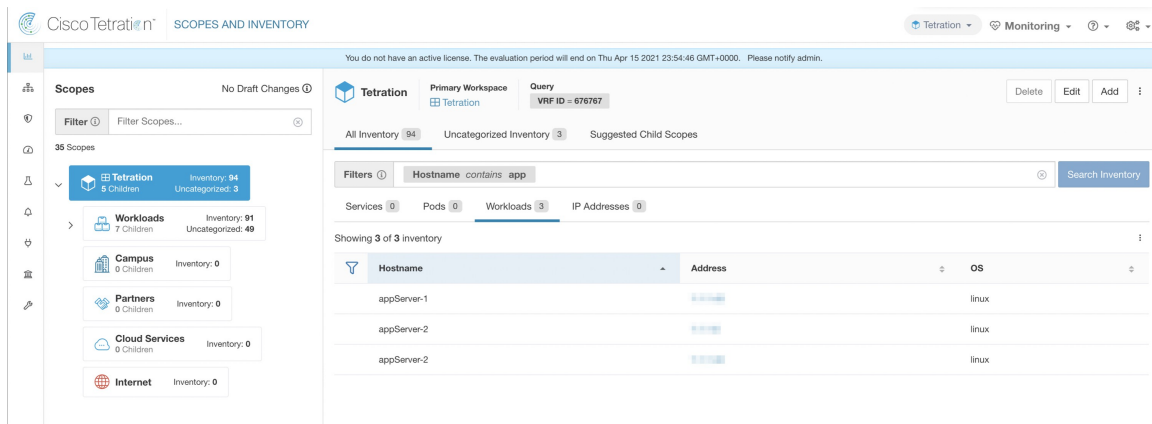 Cisco Tetration™ SCOPES AND INVENTORY
Tetration Monitoring
You do not have an active license. The evaluation period will end on Thu Apr 15 2021 23:54:46 GMT+0000. Please notify admin.
Scopes No Draft Changes
Filter Filter Scopes...
35 Scopes
Tetration Inventory: 94
5 Children Uncategorized: 3
Workloads Inventory: 91
7 Children Uncategorized: 49
Campus
0 Children Inventory: 0
Partners
0 Children Inventory: 0
Cloud Services
0 Children Inventory: 0
Internet Inventory: 0
Tetration
Primary Workspace
Tetration
Query
VRF ID = 676767
Delete Edit Add
All Inventory 94 Uncategorized Inventory 3 Suggested Child Scopes
Filters Hostname contains app Search Inventory
Services 0 Pods 0 Workloads 3 IP Addresses 0
Showing 3 of 3 inventory
Hostname Address OS
appServer-1 linux
appServer-2 linux
appServer-2 linux